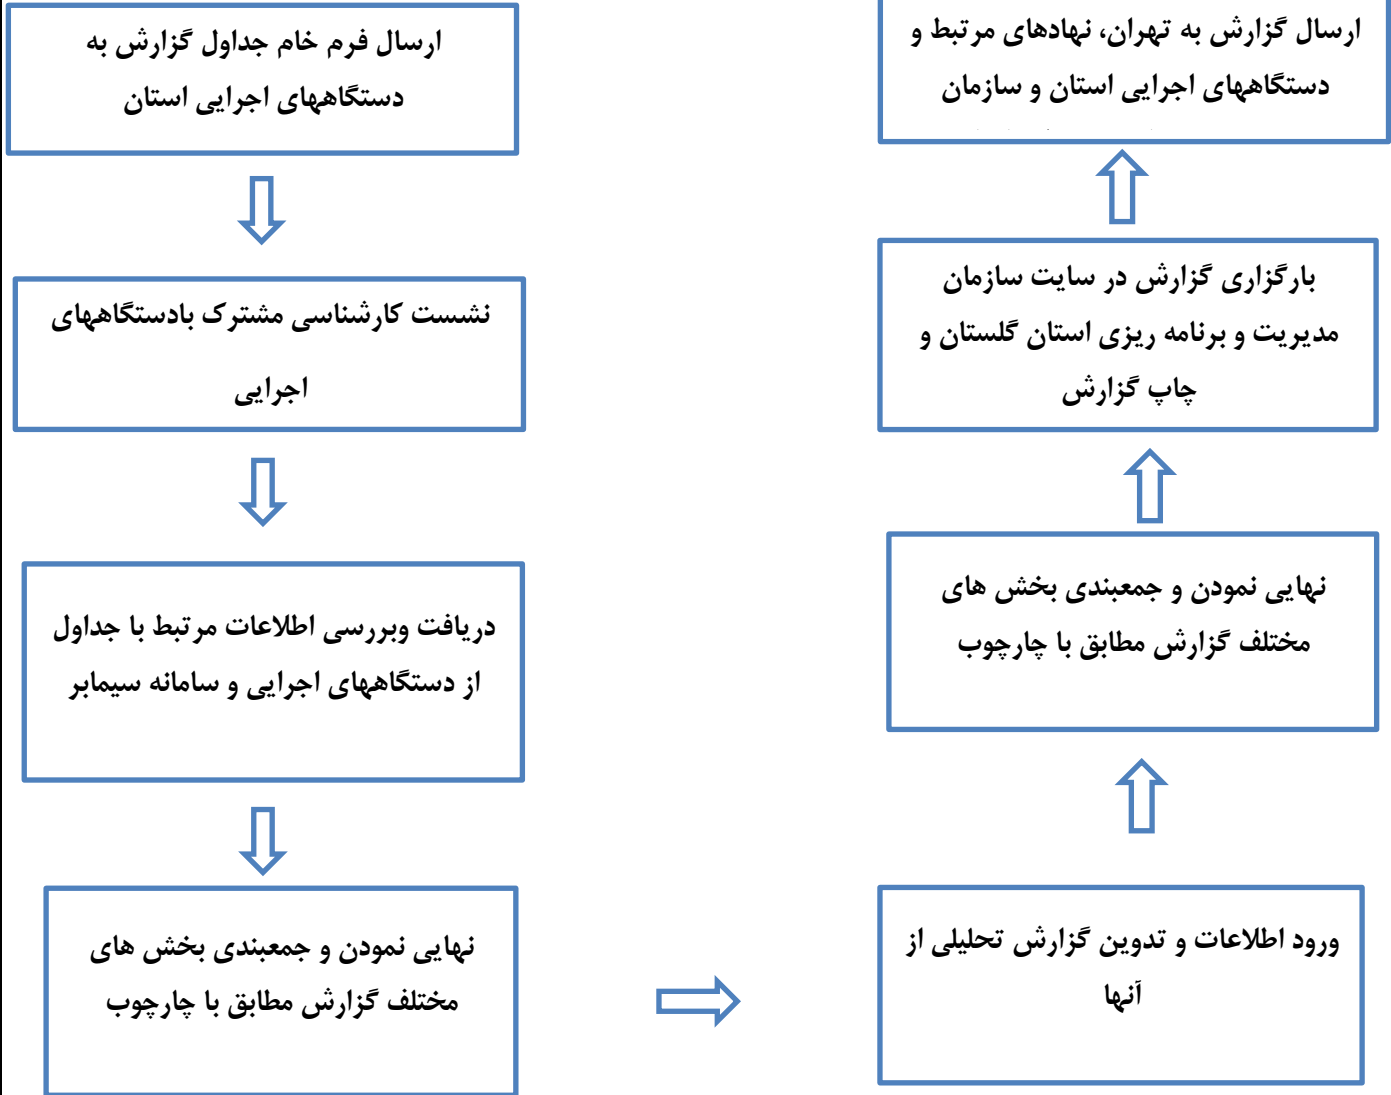 ارسال فرم خام جداول گزارش به
دستگاههای اجرایی استان
نشست کارشناسی مشترک بادستگاههای
اجرایی
دریافت وبررسی اطلاعات مرتبط با جداول
از دستگاههای اجرایی و سامانه سیمابر
نهایی نمودن و جمعبندی بخش های
مختلف گزارش مطابق با چارچوب
ورود اطلاعات و تدوین گزارش تحلیلی از
آنها
نهایی نمودن و جمعبندی بخش های
مختلف گزارش مطابق با چارچوب
بارگزاری گزارش در سایت سازمان
مدیریت و برنامه ریزی استان گلستان و
چاپ گزارش
ارسال گزارش به تهران، نهادهای مرتبط و
دستگاههای اجرایی استان و سازمان